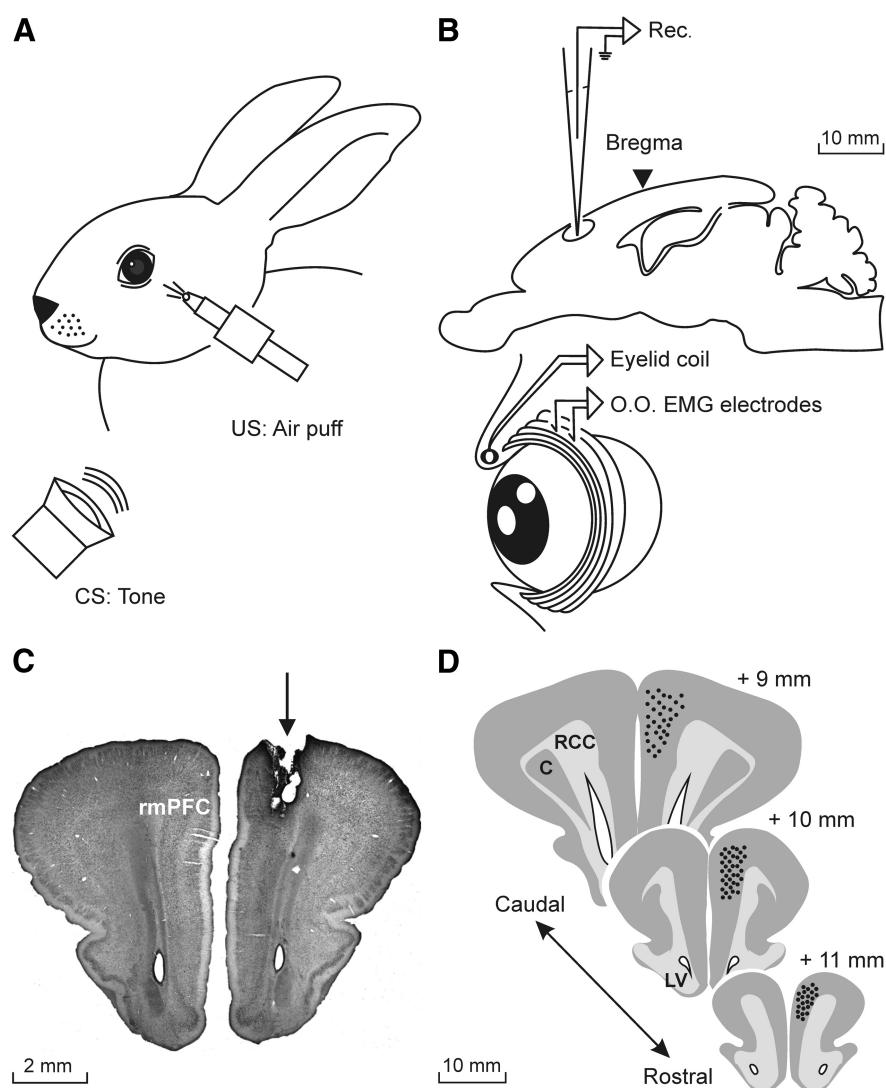 A
US: Air puff
CS: Tone
B
Rec.
Bregma
10 mm
Eyelid coil
O.O. EMG electrodes
C
rmPFC
2 mm
D
+ 9 mm
RCC
C
+ 10 mm
Caudal
+ 11 mm
LV
Rostral
10 mm